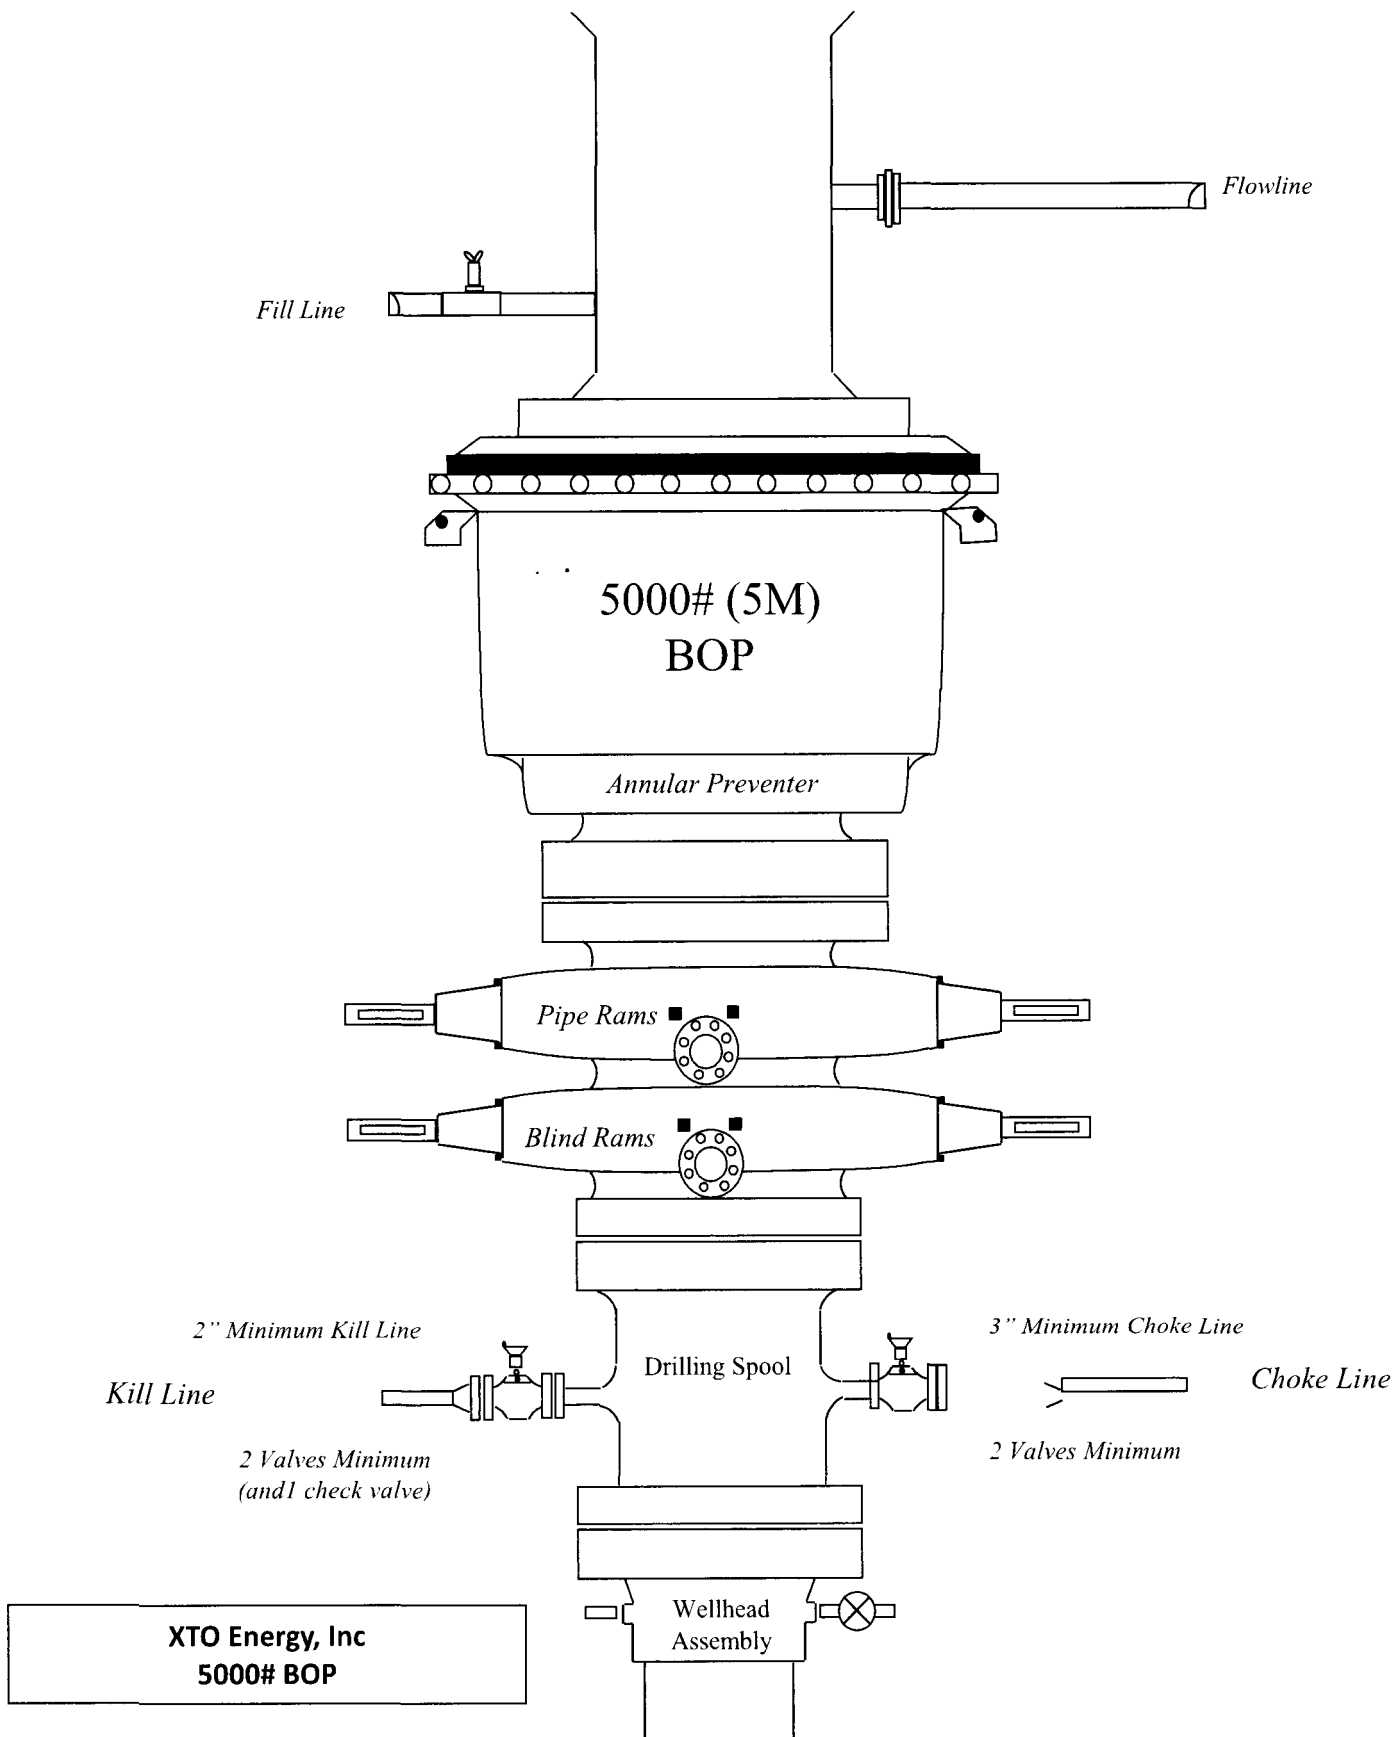 Flowline
Fill Line
5000# (5M)
BOP
Annular Preventer
Pipe Rams
Blind Rams
2” Minimum Kill Line
3” Minimum Choke Line
Drilling Spool
Kill Line
Choke Line
2 Valves Minimum
(and1 check valve)
2 Valves Minimum
Wellhead
Assembly
XTO Energy, Inc
5000# BOP